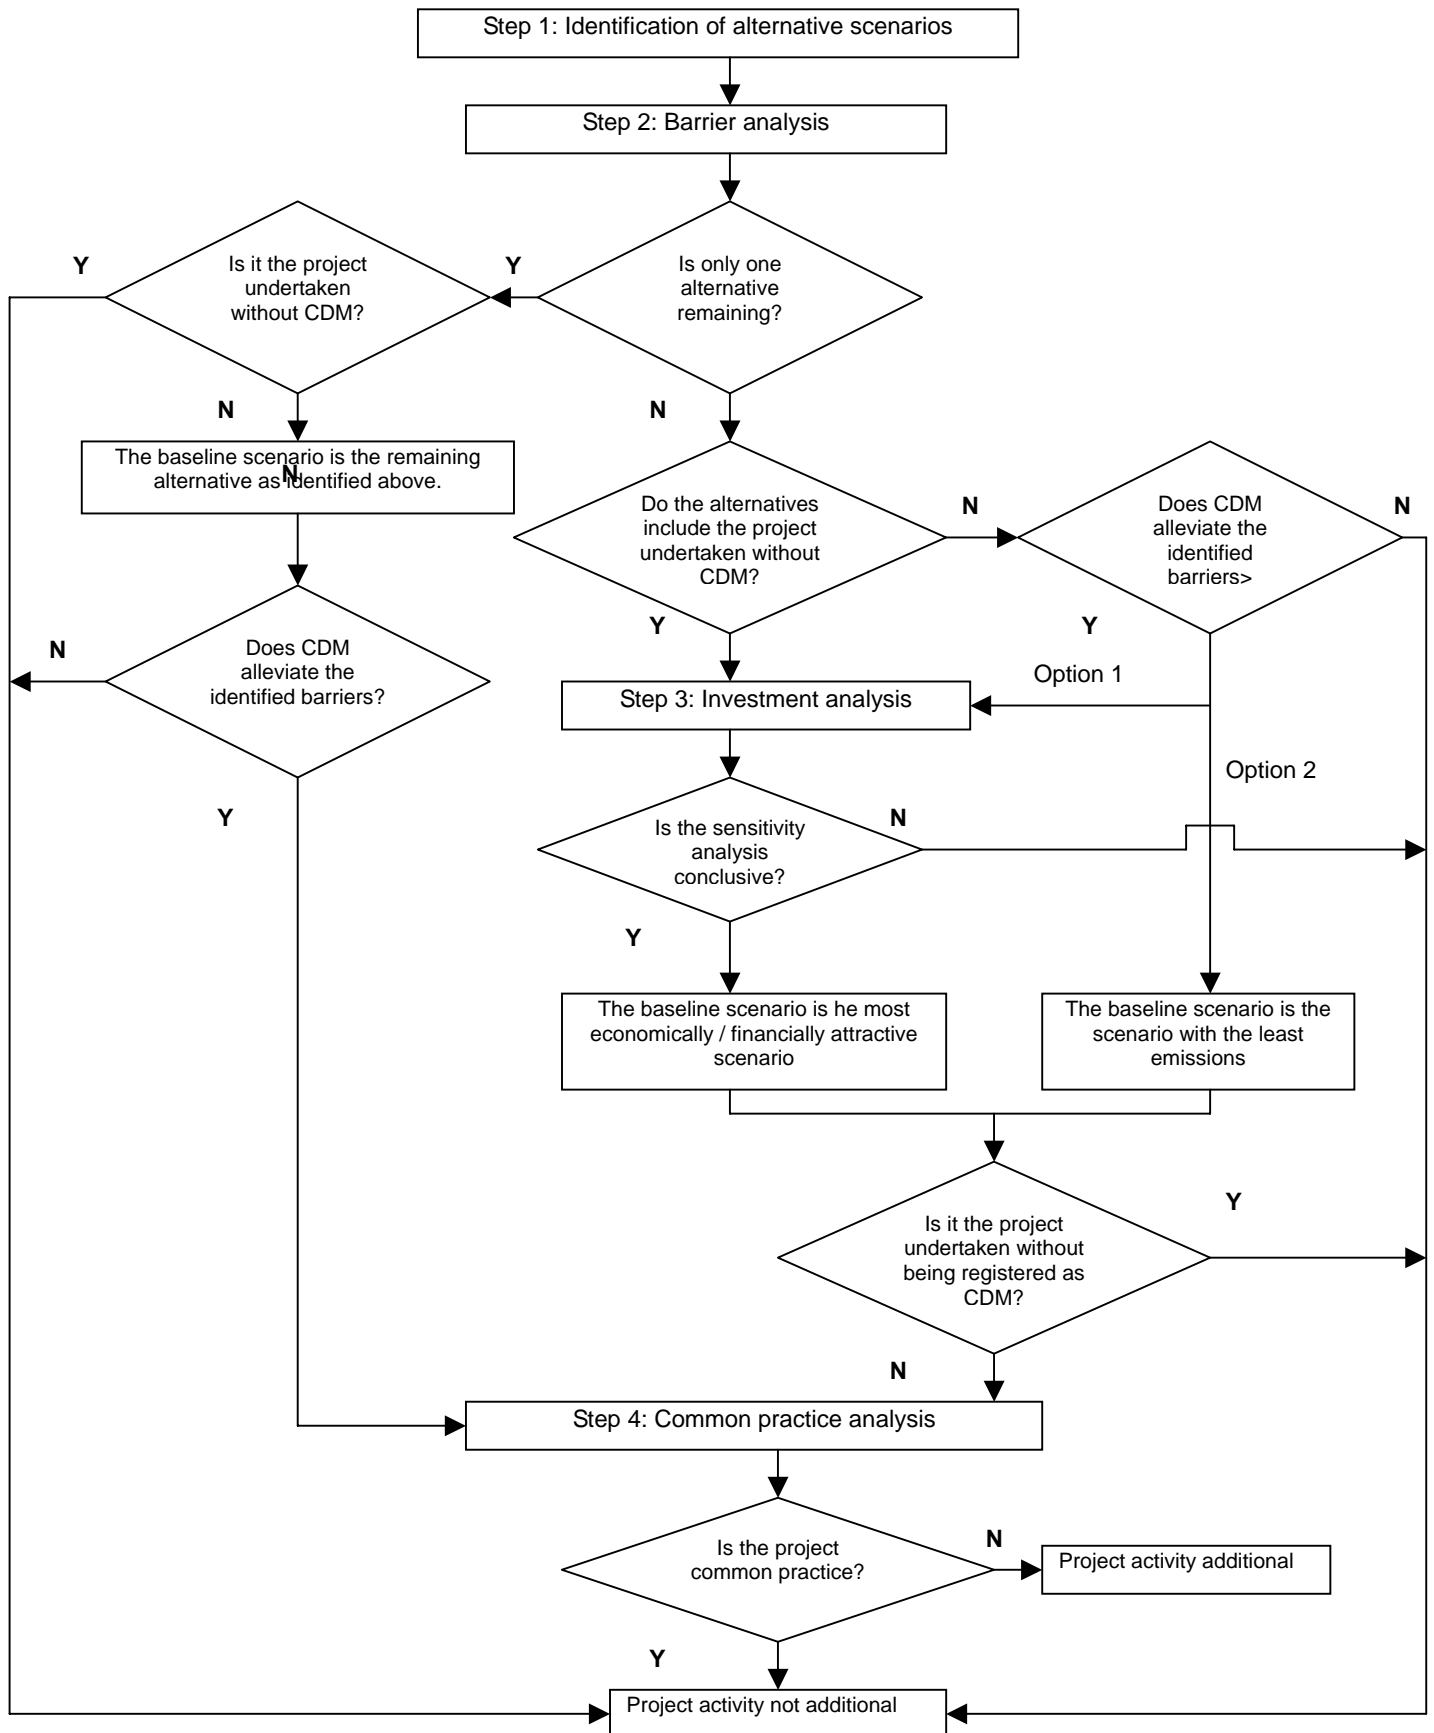 Step 1: Identification of alternative scenarios
Step 2: Barrier analysis
Y
Is it the project
undertaken
without CDM?
Y
Is only one
alternative
remaining?
N
N
The baseline scenario is the remaining
N
alternative as identified above.
Do the alternatives
include the project
undertaken without
CDM?
N
Does CDM
alleviate the
identified
barriers>
N
N
Does CDM
alleviate the
identified barriers?
Y
Y
Option 1
Step 3: Investment analysis
Option 2
Y
Is the sensitivity
analysis
conclusive?
N
Y
The baseline scenario is he most
economically / financially attractive
scenario
The baseline scenario is the
scenario with the least
emissions
Is it the project
undertaken without
being registered as
CDM?
Y
N
Step 4: Common practice analysis
Is the project
common practice?
N
Project activity additional
Y
Project activity not additional